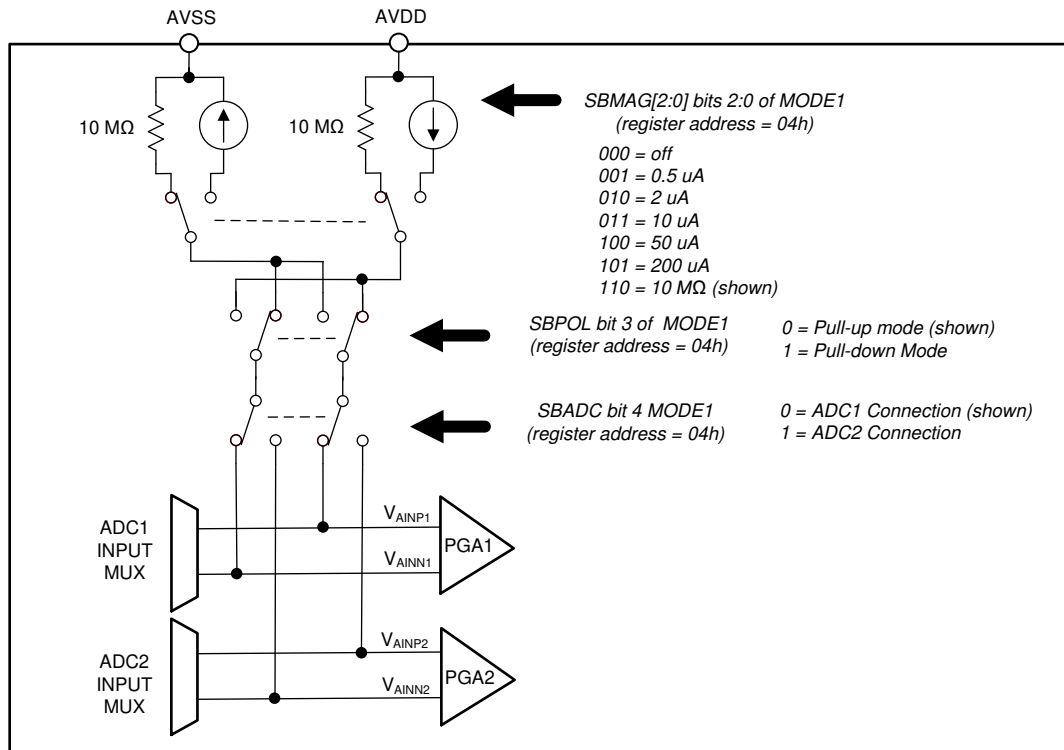 AVSS
AVDD
10 MΩ
10 MΩ
SBMAG[2:0] bits 2:0 of MODE1
(register address = 04h)
000 = off
001 = 0.5 uA
010 = 2 uA
011 = 10 uA
100 = 50 uA
101 = 200 uA
110 = 10 MΩ (shown)
SBPOL bit 3 of MODE1
(register address = 04h)
0 = Pull-up mode (shown)
1 = Pull-down Mode
SBADC bit 4 MODE1
(register address = 04h)
0 = ADC1 Connection (shown)
1 = ADC2 Connection
ADC1
INPUT
MUX
VAINP1
VAINN1
PGA1
ADC2
INPUT
MUX
VAINP2
VAINN2
PGA2